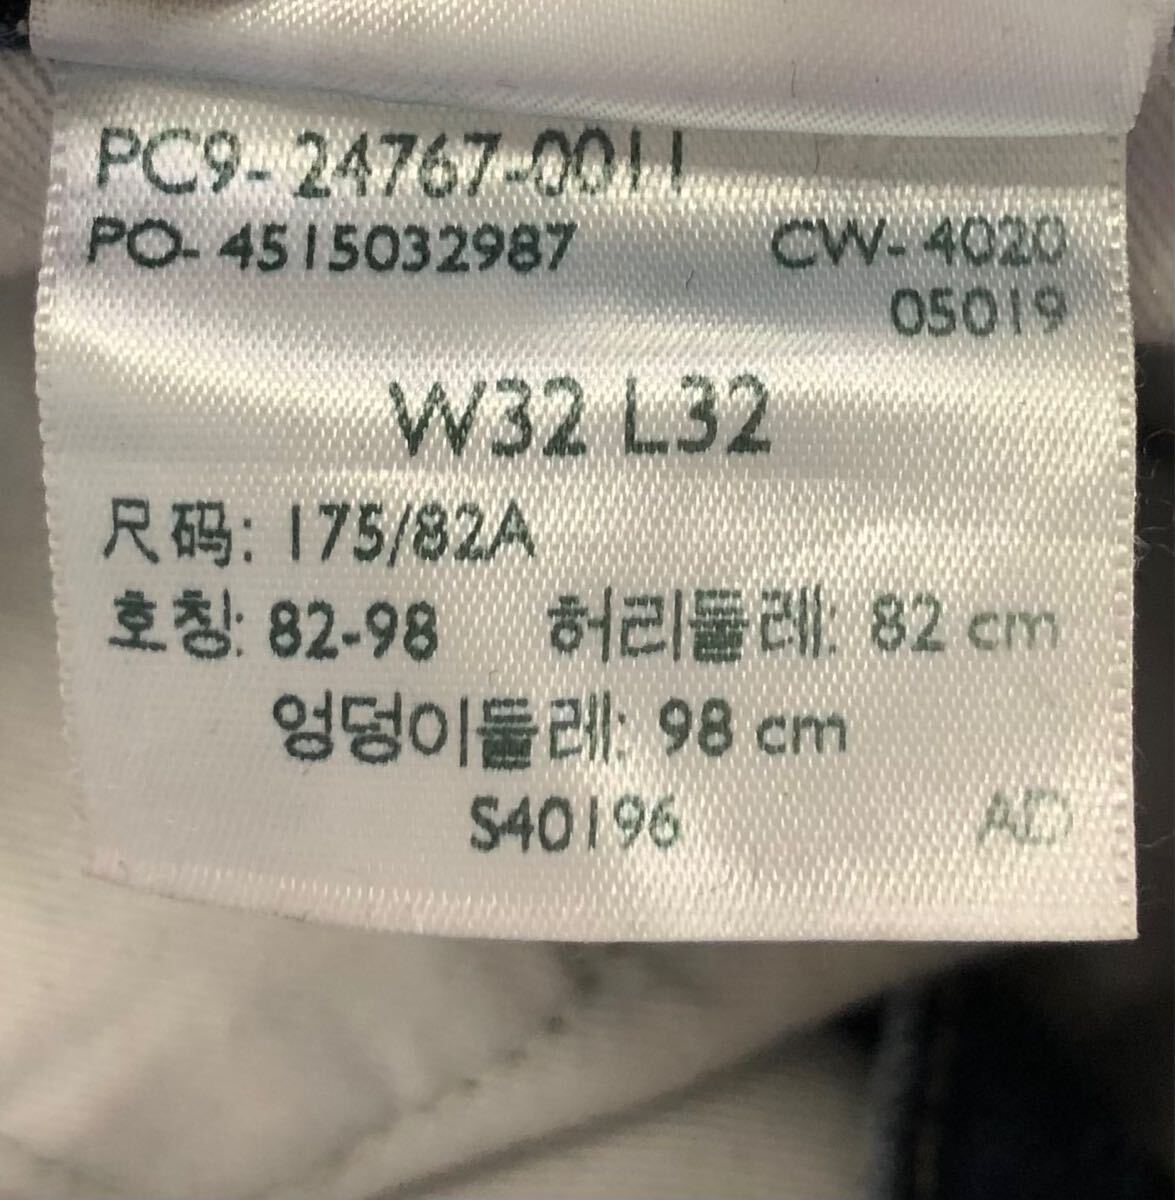 PC9- 24767-0011
PO- 4515032987 CW- 4020
05019
W32 L32
尺码: 175/82A
호칭: 82-98 허리둘레: 82 cm
엉덩이둘레: 98 cm
S40196 AD